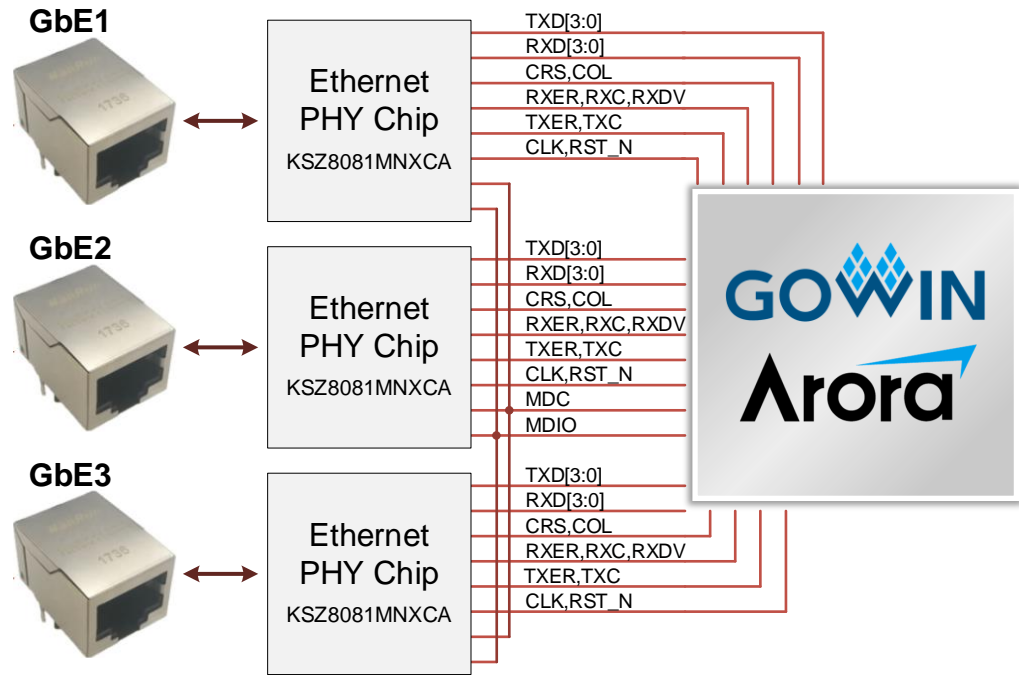 GbE1
Ethernet
PHY Chip
KSZ8081MNXCA
TXD[3:0]
RXD[3:0]
CRS,COL
RXER,RXC,RXDV
TXER,TXC
CLK,RST_N
1736
GbE2
Ethernet
PHY Chip
KSZ8081MNXCA
TXD[3:0]
RXD[3:0]
CRS,COL
RXER,RXC,RXDV
TXER,TXC
CLK,RST_N
MDC
MDIO
1736
GOWIN
Arora
GbE3
Ethernet
PHY Chip
KSZ8081MNXCA
TXD[3:0]
RXD[3:0]
CRS,COL
RXER,RXC,RXDV
TXER,TXC
CLK,RST_N
1736